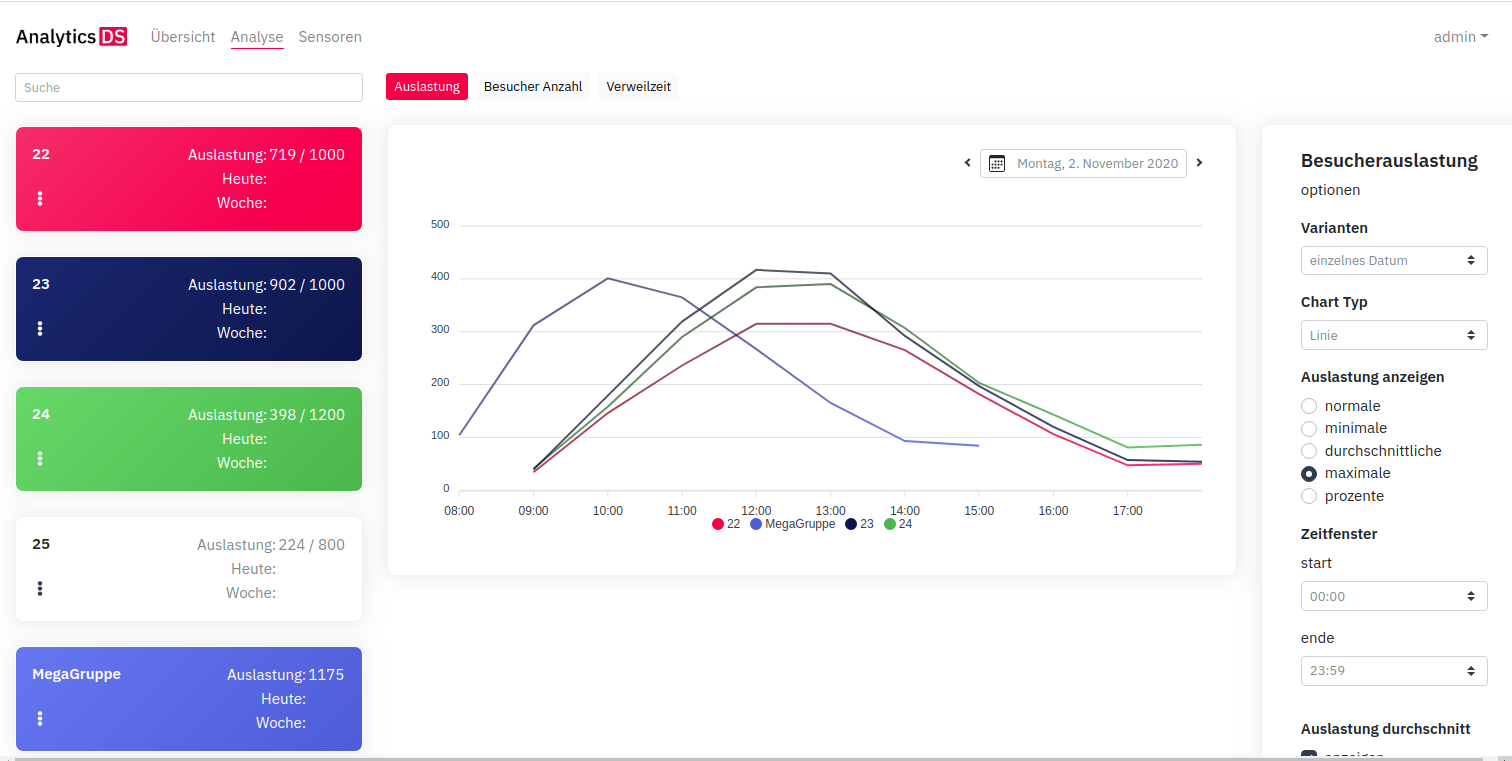 Analytics DS Übersicht Analyse Sensoren admin
Suche
Auslastung Besucher Anzahl Verweilzeit
22
Auslastung: 719 / 1000
Heute:
Woche:
23
Auslastung: 902 / 1000
Heute:
Woche:
24
Auslastung: 398 / 1200
Heute:
Woche:
25
Auslastung: 224 / 800
Heute:
Woche:
MegaGruppe
Auslastung: 1175
Heute:
Woche:
Montag, 2. November 2020
500
400
300
200
100
0
08:00 09:00 10:00 11:00 12:00 13:00 14:00 15:00 16:00 17:00
22 MegaGruppe 23 24
Besucherauslastung
optionen
Varianten
einzelnes Datum
Chart Typ
Linie
Auslastung anzeigen
normale
minimale
durchschnittliche
maximale
prozente
Zeitfenster
start
00:00
ende
23:59
Auslastung durchschnitt
anzeigen